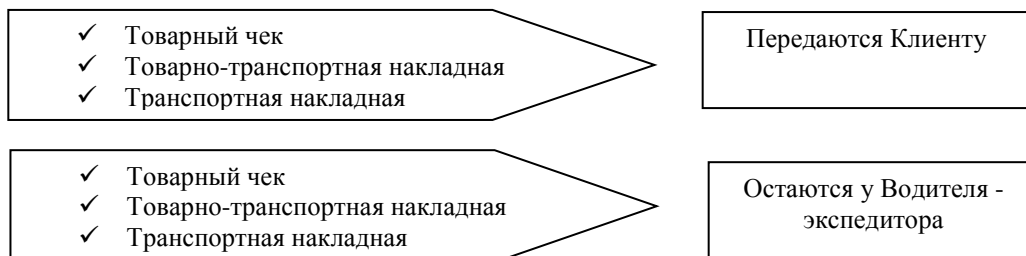 ✓ Товарный чек
✓ Товарно-транспортная накладная
✓ Транспортная накладная
Передаются Клиенту
✓ Товарный чек
✓ Товарно-транспортная накладная
✓ Транспортная накладная
Остаются у Водителя -
экспедитора